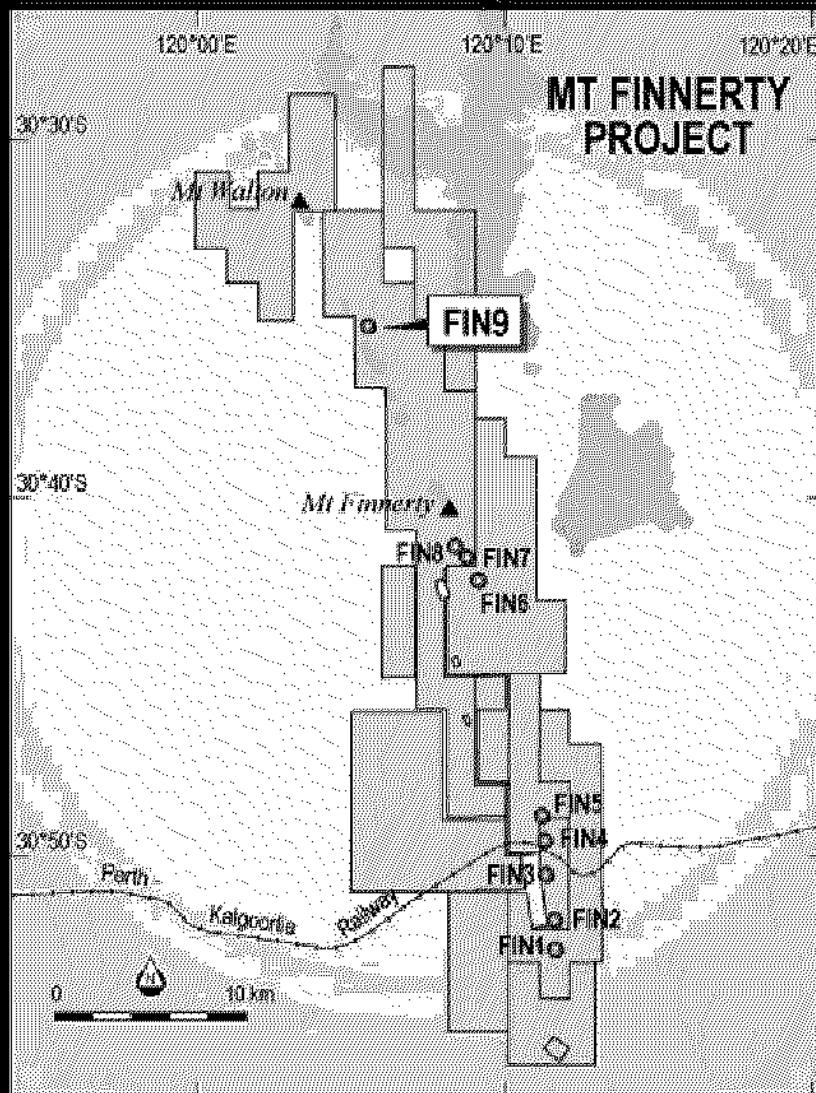 120°00'E 120°10'E 120°20'E
MT FINNERTY
PROJECT
30°30'S
Mt Walton
FIN9
30°40'S
Mt Finnerty
FIN8
FIN7
FIN6
FIN5
30°50'S
FIN4
FIN3
Perth -
Kalgoorlie
Railway
FIN2
FIN1
N
0 10 km